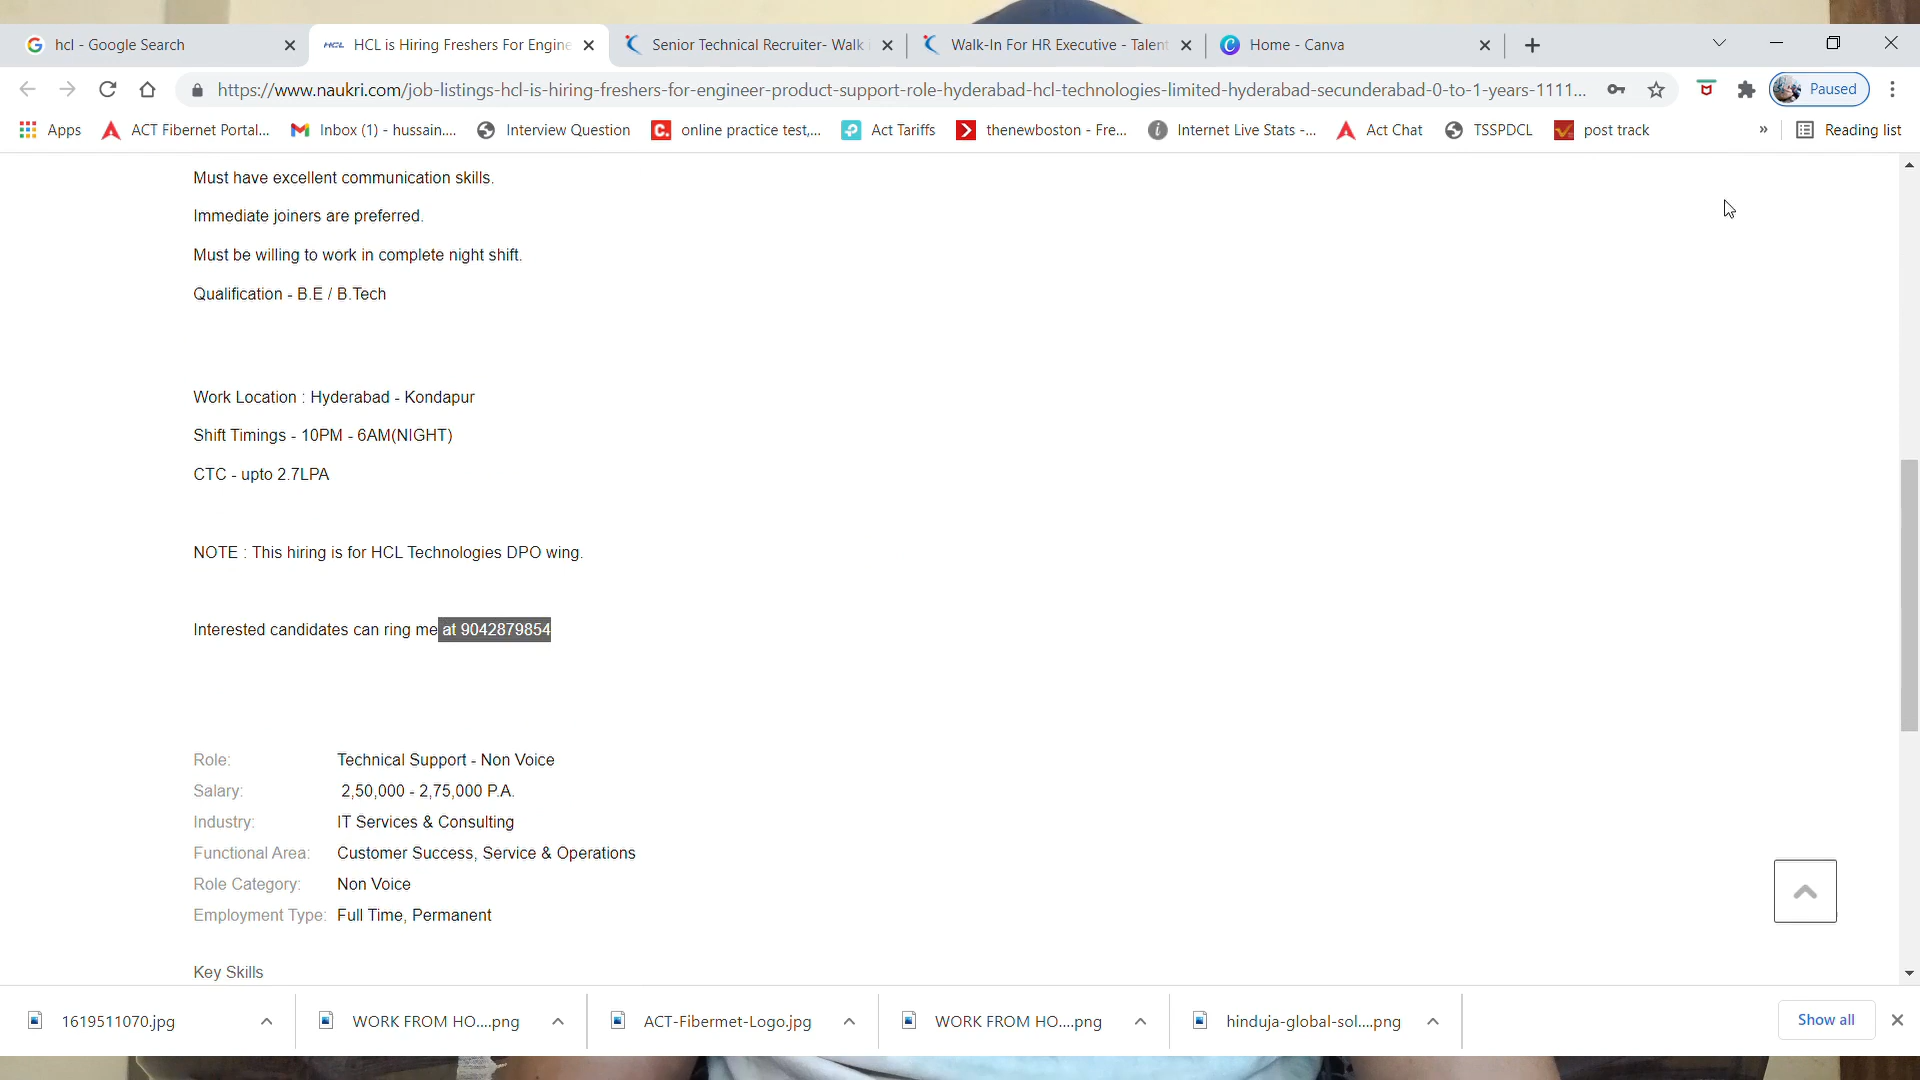 hcl - Google Search
HCL is Hiring Freshers For Engine
Senior Technical Recruiter- Walk
Walk-In For HR Executive - Talent
Home - Canva
https://www.naukri.com/job-listings-hcl-is-hiring-freshers-for-engineer-product-support-role-hyderabad-hcl-technologies-limited-hyderabad-secunderabad-0-to-1-years-1111...
Paused
Apps
ACT Fibernet Portal...
Inbox (1) - hussain....
Interview Question
online practice test,...
Act Tariffs
thenewboston - Fre...
Internet Live Stats -...
Act Chat
TSSPDCL
post track
»
Reading list
Must have excellent communication skills.
Immediate joiners are preferred.
Must be willing to work in complete night shift.
Qualification - B.E / B.Tech
Work Location : Hyderabad - Kondapur
Shift Timings - 10PM - 6AM(NIGHT)
CTC - upto 2.7LPA
NOTE : This hiring is for HCL Technologies DPO wing.
Interested candidates can ring me at 9042879854
Role: Technical Support - Non Voice
Salary: 2,50,000 - 2,75,000 P.A.
Industry: IT Services & Consulting
Functional Area: Customer Success, Service & Operations
Role Category: Non Voice
Employment Type: Full Time, Permanent
Key Skills
1619511070.jpg
WORK FROM HO....png
ACT-Fibermet-Logo.jpg
WORK FROM HO....png
hinduja-global-sol....png
Show all